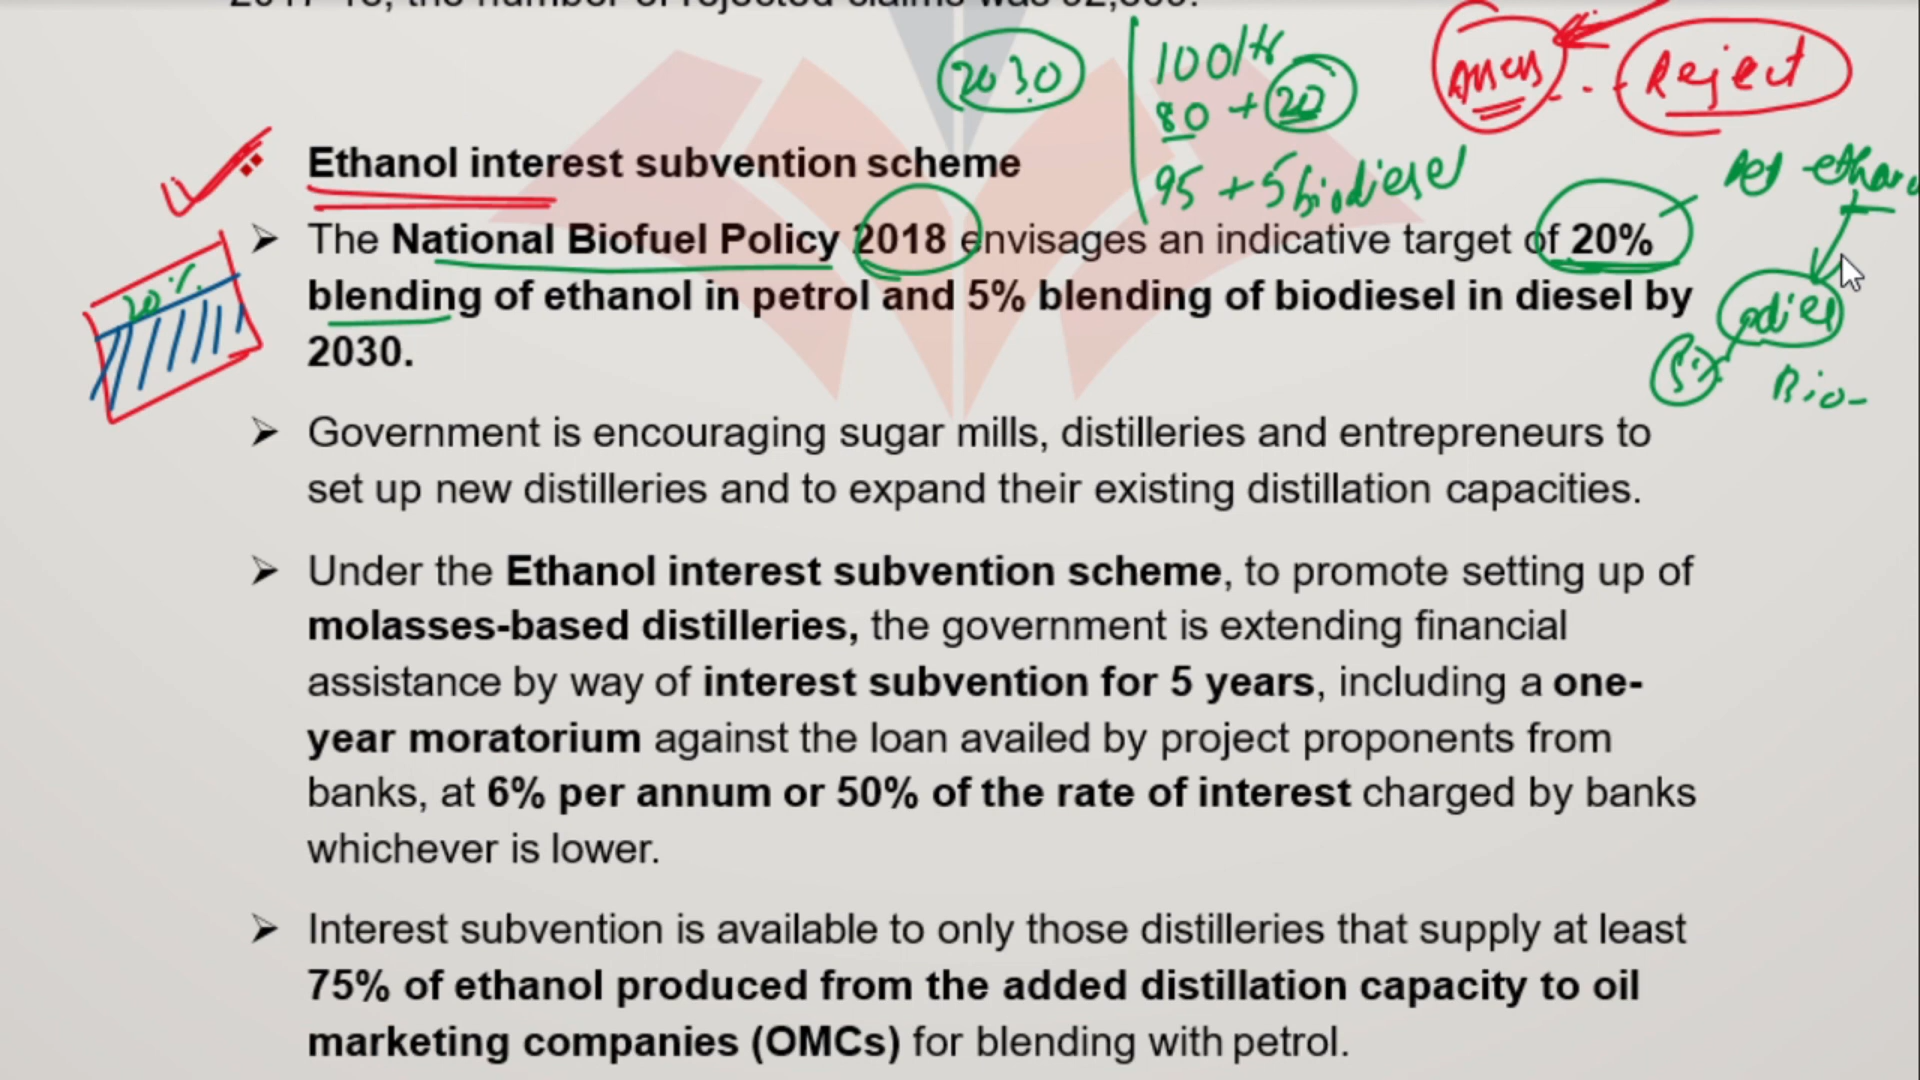 2030
100 ltr
80 + 20
95 + 5 biodiesel
Reject
Ethanol interest subvention scheme
➤ The National Biofuel Policy 2018 envisages an indicative target of 20%
blending of ethanol in petrol and 5% blending of biodiesel in diesel by
2030.
20%
5%
Bio-
➤ Government is encouraging sugar mills, distilleries and entrepreneurs to
set up new distilleries and to expand their existing distillation capacities.
➤ Under the Ethanol interest subvention scheme, to promote setting up of
molasses-based distilleries, the government is extending financial
assistance by way of interest subvention for 5 years, including a one-
year moratorium against the loan availed by project proponents from
banks, at 6% per annum or 50% of the rate of interest charged by banks
whichever is lower.
➤ Interest subvention is available to only those distilleries that supply at least
75% of ethanol produced from the added distillation capacity to oil
marketing companies (OMCs) for blending with petrol.